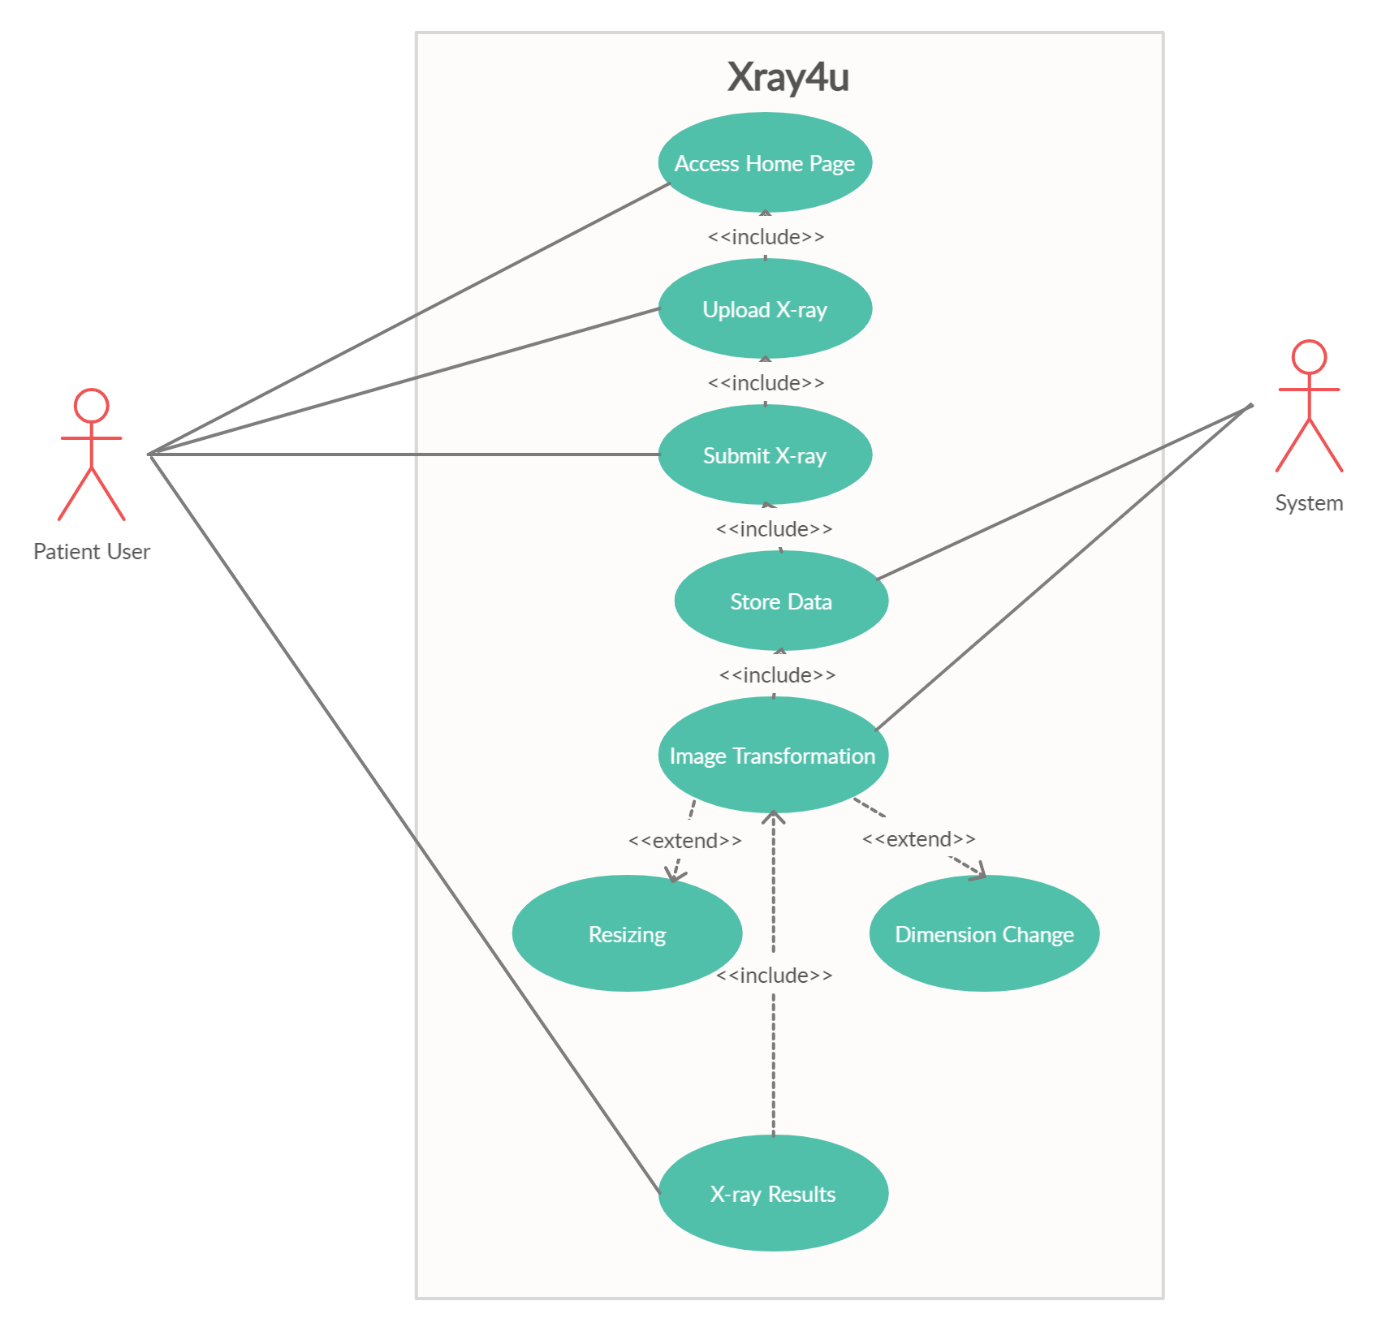 Xray4u
Access Home Page
<<include>>
Upload X-ray
<<include>>
Submit X-ray
<<include>>
Store Data
<<include>>
Image Transformation
<<extend>>
<<extend>>
Resizing
Dimension Change
<<include>>
X-ray Results
Patient User
System